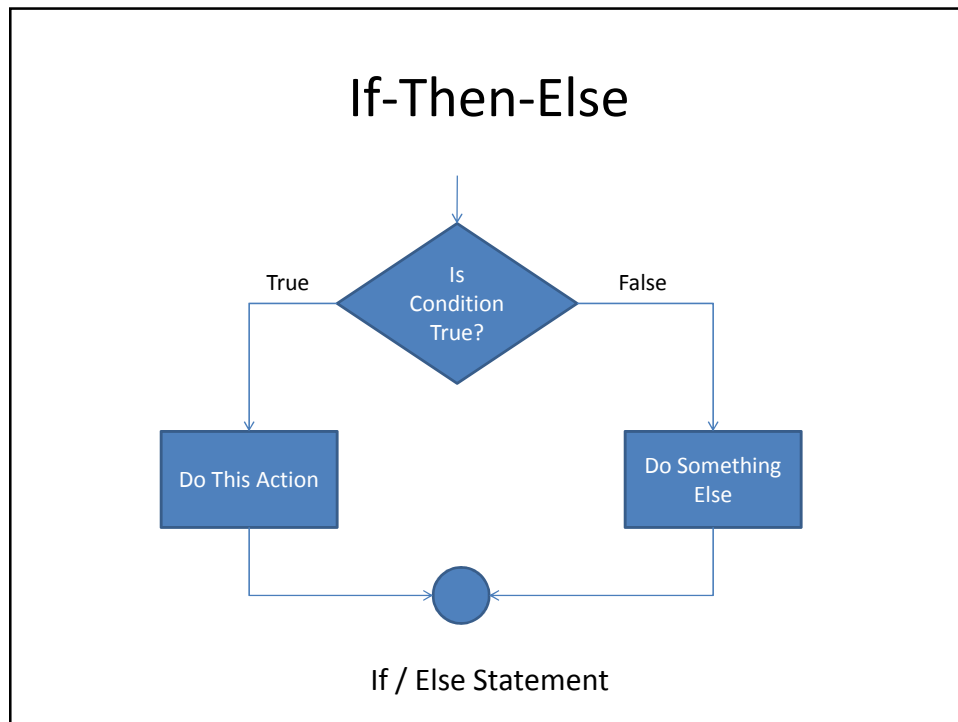 If-Then-Else
True
Is
Condition
True?
False
Do This Action
Do Something
Else
If / Else Statement